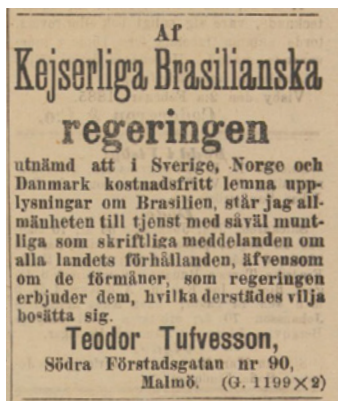 Af
Kejserliga Brasilianska
regeringen
utnämd att i Sverige, Norge och
Danmark kostnadsfritt lemna upp-
lysningar om Brasilien, står jag all-
mänheten till tjenst med såväl munt-
liga som skriftliga meddelanden om
alla landets förhållanden, äfvensom
om de förmåner, som regeringen
erbjuder dem, hvilka derstädes vilja
bosätta sig.
Teodor Tufvesson,
Södra Förstadsgatan nr 90,
Malmö. (G. 1199×2)